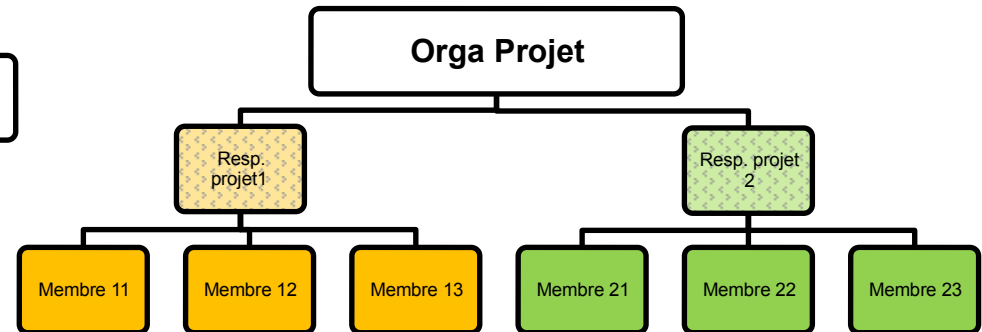 Orga Projet
Resp.
projet1
Resp. projet
2
Membre 11
Membre 12
Membre 13
Membre 21
Membre 22
Membre 23